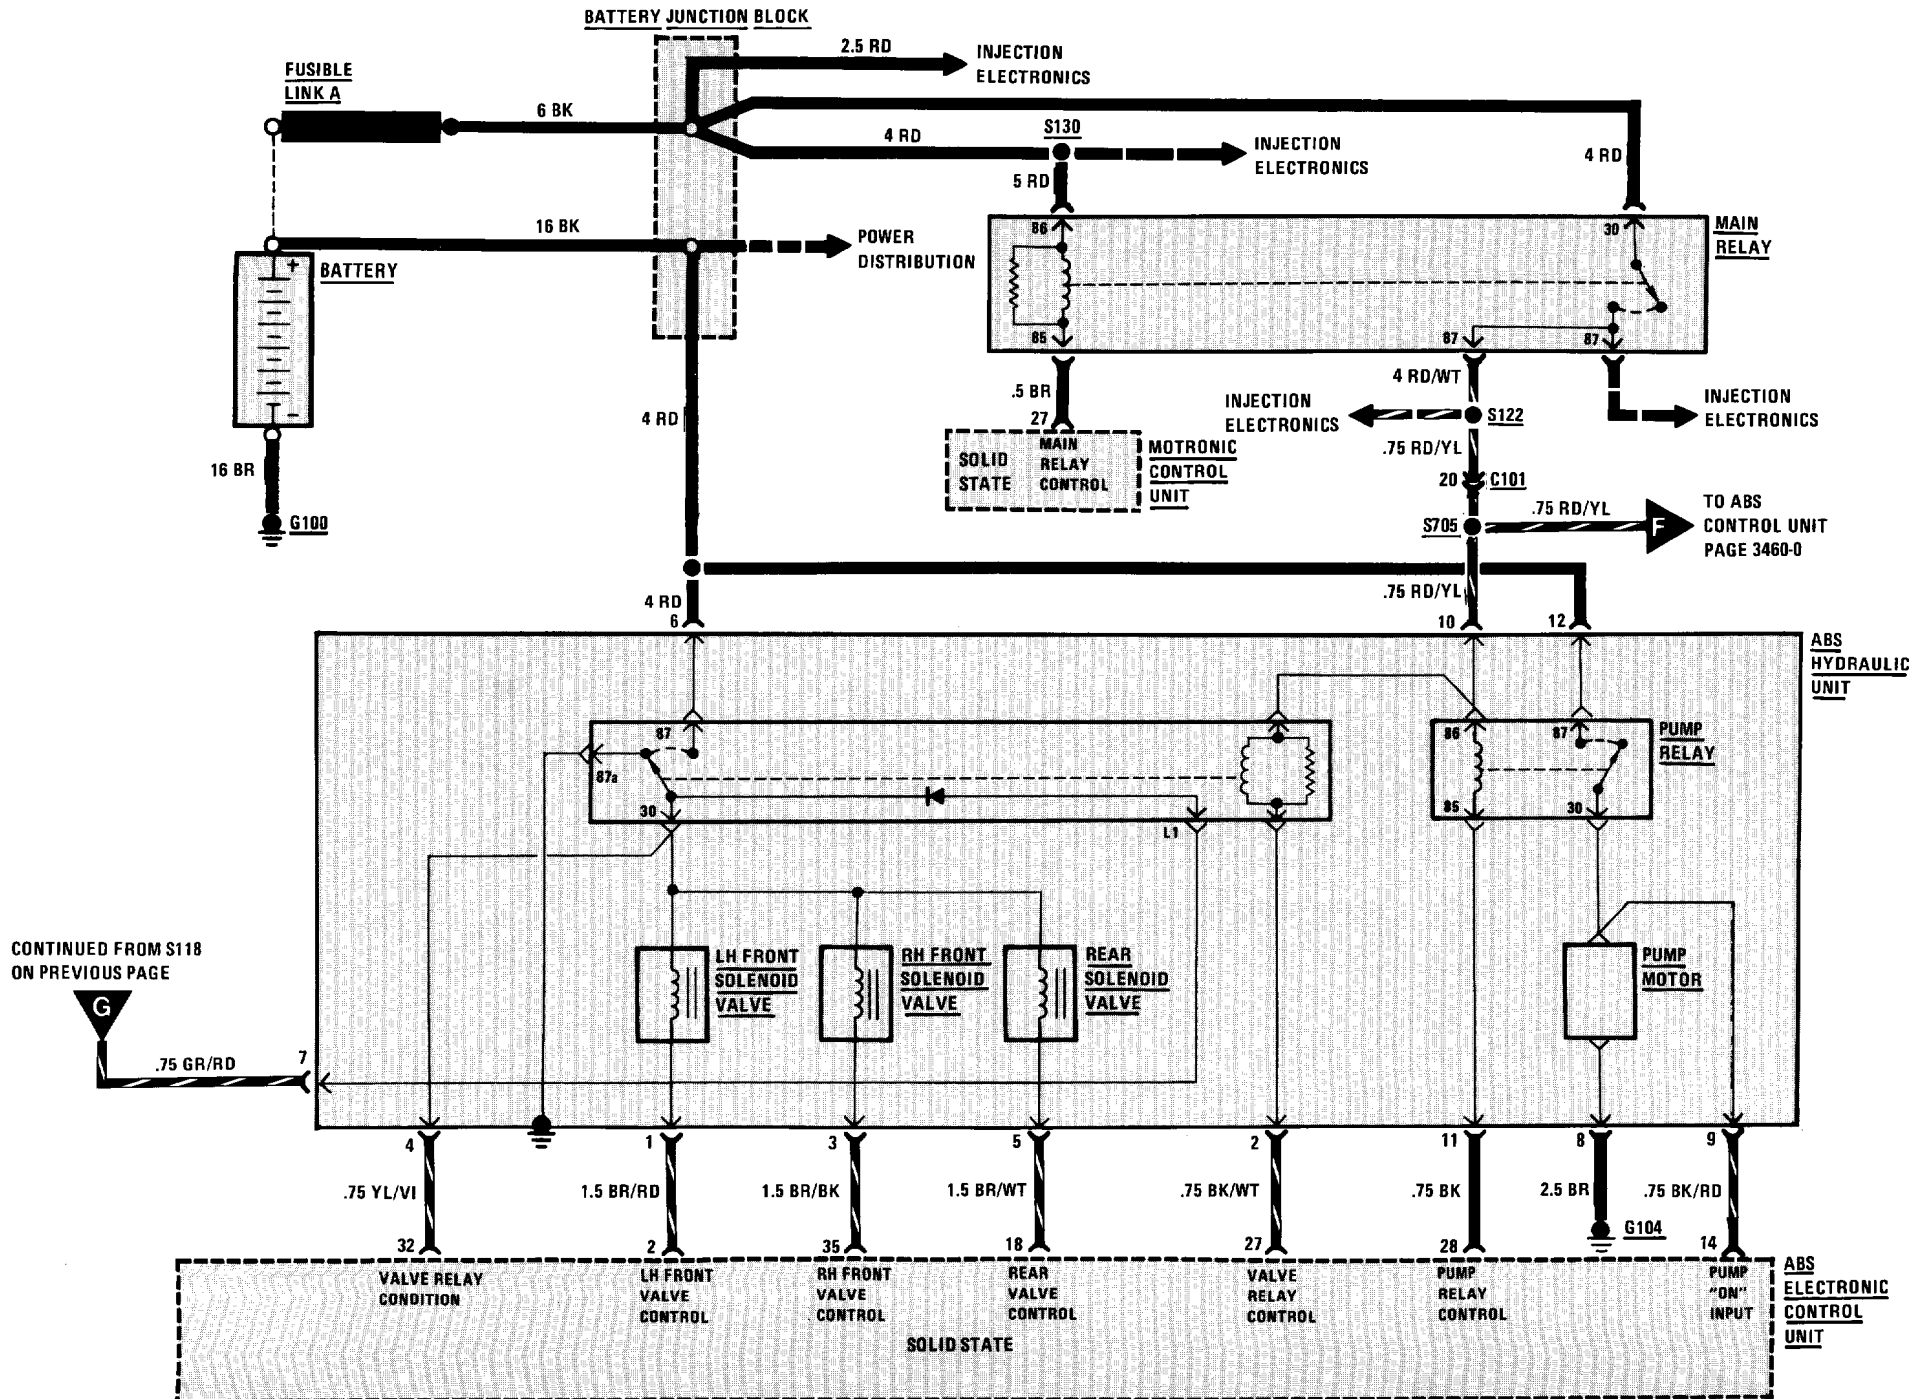 BATTERY JUNCTION BLOCK
2.5 RD
INJECTION
ELECTRONICS
FUSIBLE
LINK A
6 BK
4 RD
S130
INJECTION
ELECTRONICS
4 RD
5 RD
16 BK
POWER
DISTRIBUTION
86
30
MAIN
RELAY
+
BATTERY
-
85
87
87
.5 BR
27
4 RD/WT
INJECTION
ELECTRONICS
S122
INJECTION
ELECTRONICS
4 RD
SOLID
STATE
MAIN
RELAY
CONTROL
MOTRONIC
CONTROL
UNIT
.75 RD/YL
20
C101
16 BR
G100
S705
.75 RD/YL
F
TO ABS
CONTROL UNIT
PAGE 3460-0
4 RD
6
.75 RD/YL
10
12
ABS
HYDRAULIC
UNIT
87
87a
30
L1
86
87
85
30
PUMP
RELAY
CONTINUED FROM S118
ON PREVIOUS PAGE
G
.75 GR/RD
7
LH FRONT
SOLENOID
VALVE
RH FRONT
SOLENOID
VALVE
REAR
SOLENOID
VALVE
PUMP
MOTOR
4
1
3
5
2
11
8
9
.75 YL/VI
1.5 BR/RD
1.5 BR/BK
1.5 BR/WT
.75 BK/WT
.75 BK
2.5 BR
.75 BK/RD
G104
32
2
35
18
27
28
14
VALVE RELAY
CONDITION
LH FRONT
VALVE
CONTROL
RH FRONT
VALVE
CONTROL
REAR
VALVE
CONTROL
VALVE
RELAY
CONTROL
PUMP
RELAY
CONTROL
PUMP
"ON"
INPUT
ABS
ELECTRONIC
CONTROL
UNIT
SOLID STATE